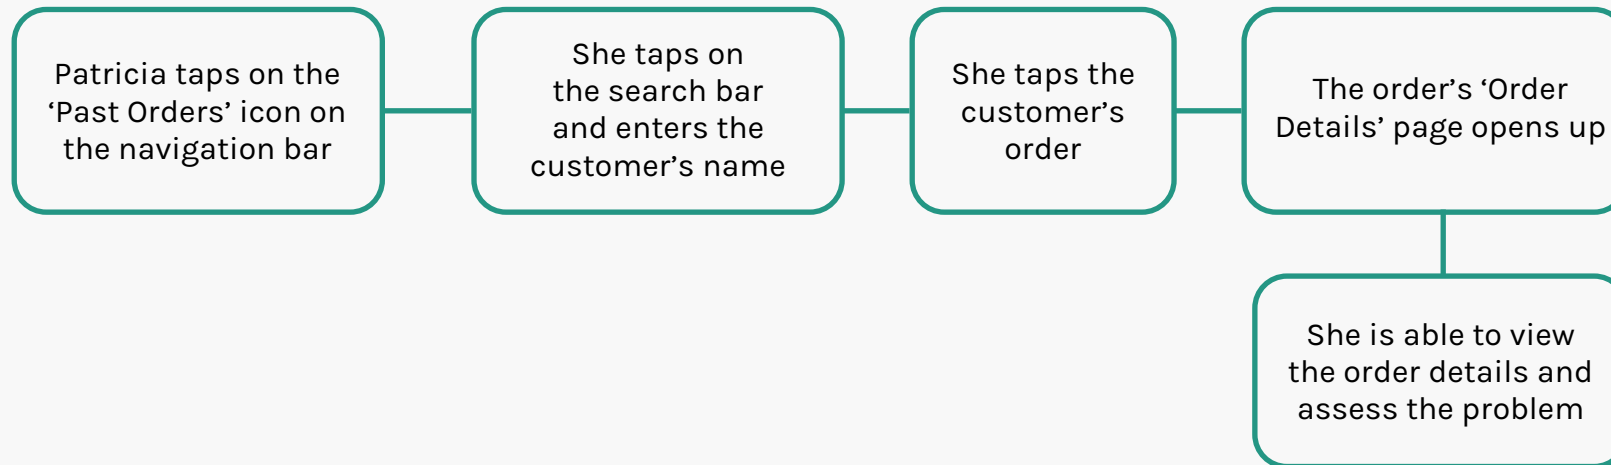 Patricia taps on the
‘Past Orders’ icon on
the navigation bar
She taps on
the search bar
and enters the
customer’s name
She taps the
customer’s
order
The order’s ‘Order
Details’ page opens up
She is able to view
the order details and
assess the problem